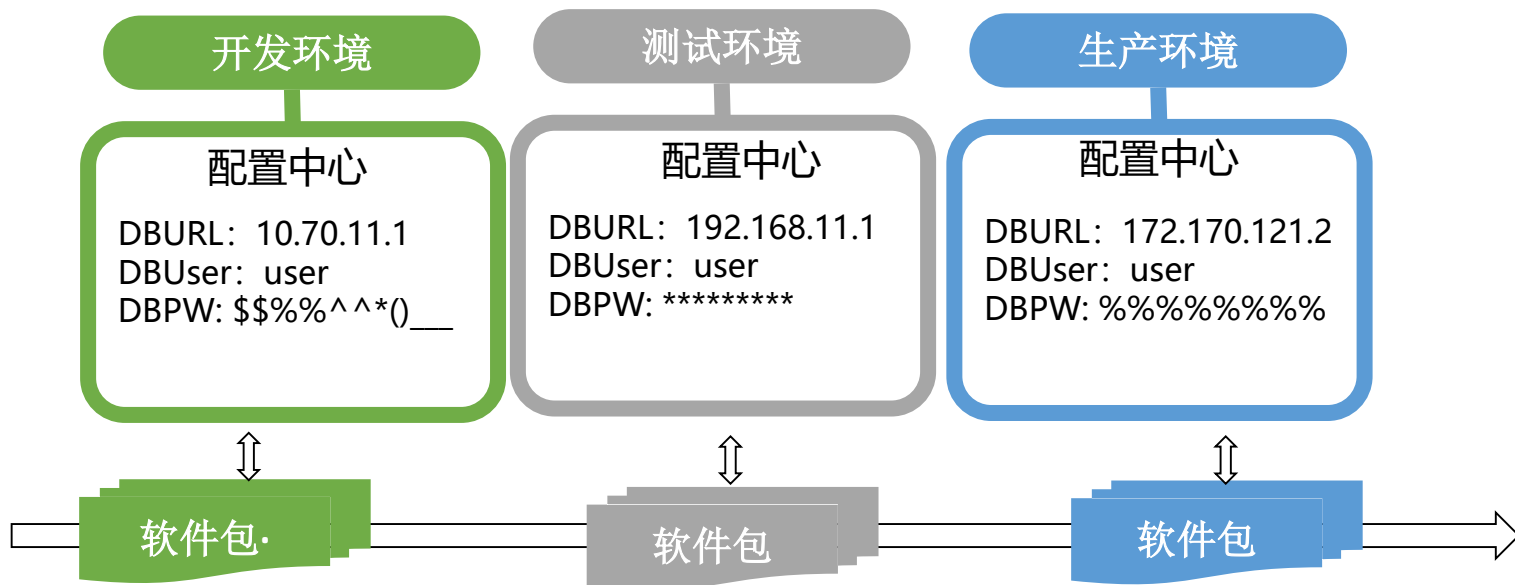 开发环境
测试环境
生产环境
配置中心
DBURL：10.70.11.1
DBUser：user
DBPW: $$%%^^*()___
配置中心
DBURL：192.168.11.1
DBUser：user
DBPW: *********
配置中心
DBURL：172.170.121.2
DBUser：user
DBPW: %%%%%%%%
软件包·
软件包
软件包